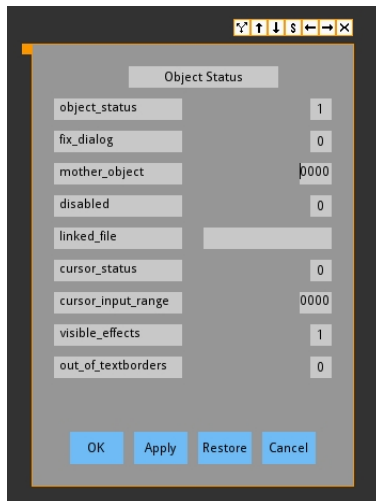 S
Object Status
object_status 1
fix_dialog 0
mother_object 0000
disabled 0
linked_file
cursor_status 0
cursor_input_range 0000
visible_effects 1
out_of_textborders 0
OK Apply Restore Cancel